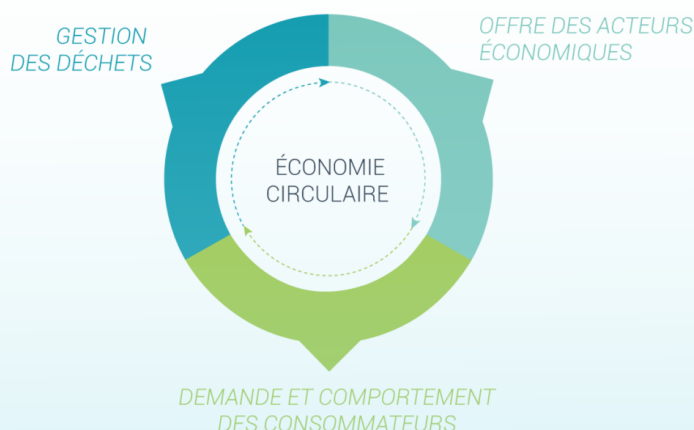 GESTION
DES DÉCHETS
OFFRE DES ACTEURS
ÉCONOMIQUES
ÉCONOMIE
CIRCULAIRE
DEMANDE ET COMPORTEMENT
DES CONSOMMATEURS